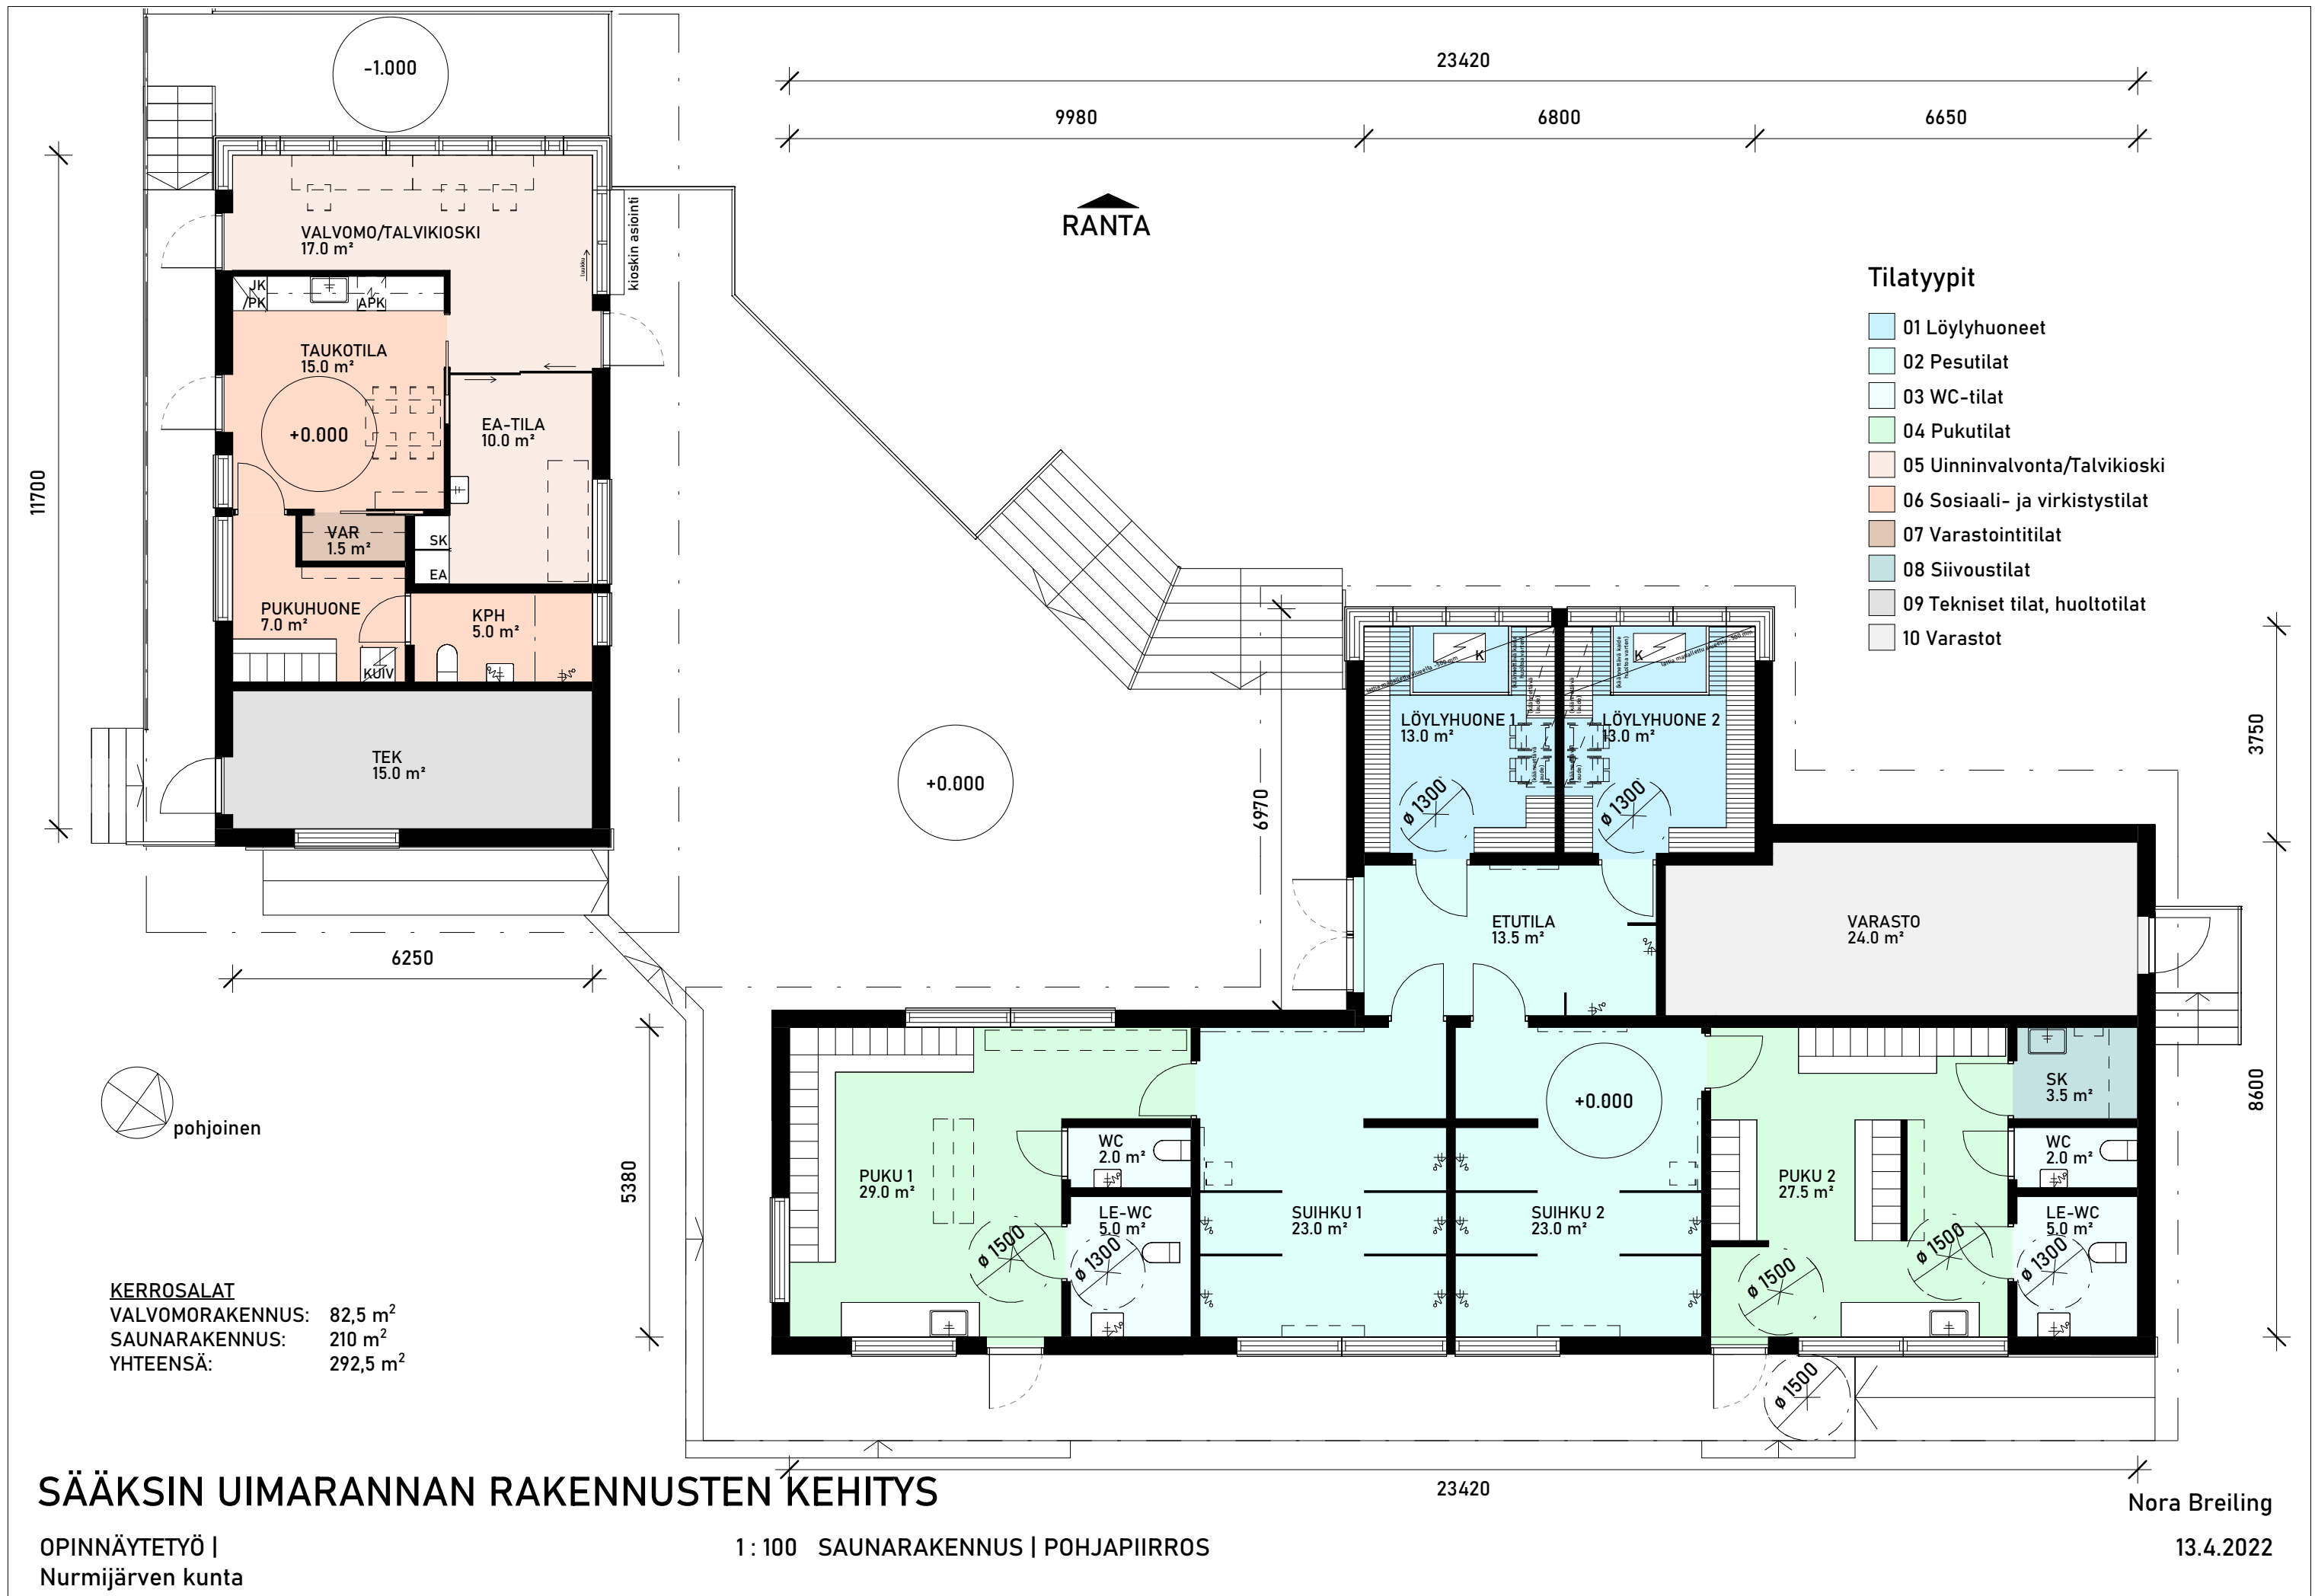 -1.000
23420
9980
6800
6650
RANTA
kioskin asiointi
luukku
VALVOMO/TALVIKIOSKI
17.0 m²
JK
/PK
APK
TAUKOTILA
15.0 m²
+0.000
EA-TILA
10.0 m²
11700
VAR
1.5 m²
SK
EA
PUKUHUONE
7.0 m²
KPH
5.0 m²
KUIV
TEK
15.0 m²
6250
Tilatyypit
01 Löylyhuoneet
02 Pesutilat
03 WC-tilat
04 Pukutilat
05 Uinninvalvonta/Talvikioski
06 Sosiaali- ja virkistystilat
07 Varastointitilat
08 Siivoustilat
09 Tekniset tilat, huoltotilat
10 Varastot
K
K
LÖYLYHUONE 1
13.0 m²
LÖYLYHUONE 2
13.0 m²
ø 1300
ø 1300
3750
+0.000
6970
ETUTILA
13.5 m²
VARASTO
24.0 m²
8600
5380
pohjoinen
PUKU 1
29.0 m²
WC
2.0 m²
LE-WC
5.0 m²
ø 1500
ø 1300
SUIHKU 1
23.0 m²
SUIHKU 2
23.0 m²
+0.000
PUKU 2
27.5 m²
SK
3.5 m²
WC
2.0 m²
LE-WC
5.0 m²
ø 1500
ø 1500
ø 1300
ø 1500
KERROSALAT
VALVOMORAKENNUS: 82,5 m²
SAUNARAKENNUS: 210 m²
YHTEENSÄ: 292,5 m²
23420
SÄÄKSIN UIMARANNAN RAKENNUSTEN KEHITYS
Nora Breiling
OPINNÄYTETYÖ |
1 : 100 SAUNARAKENNUS | POHJAPIIRROS
13.4.2022
Nurmijärven kunta